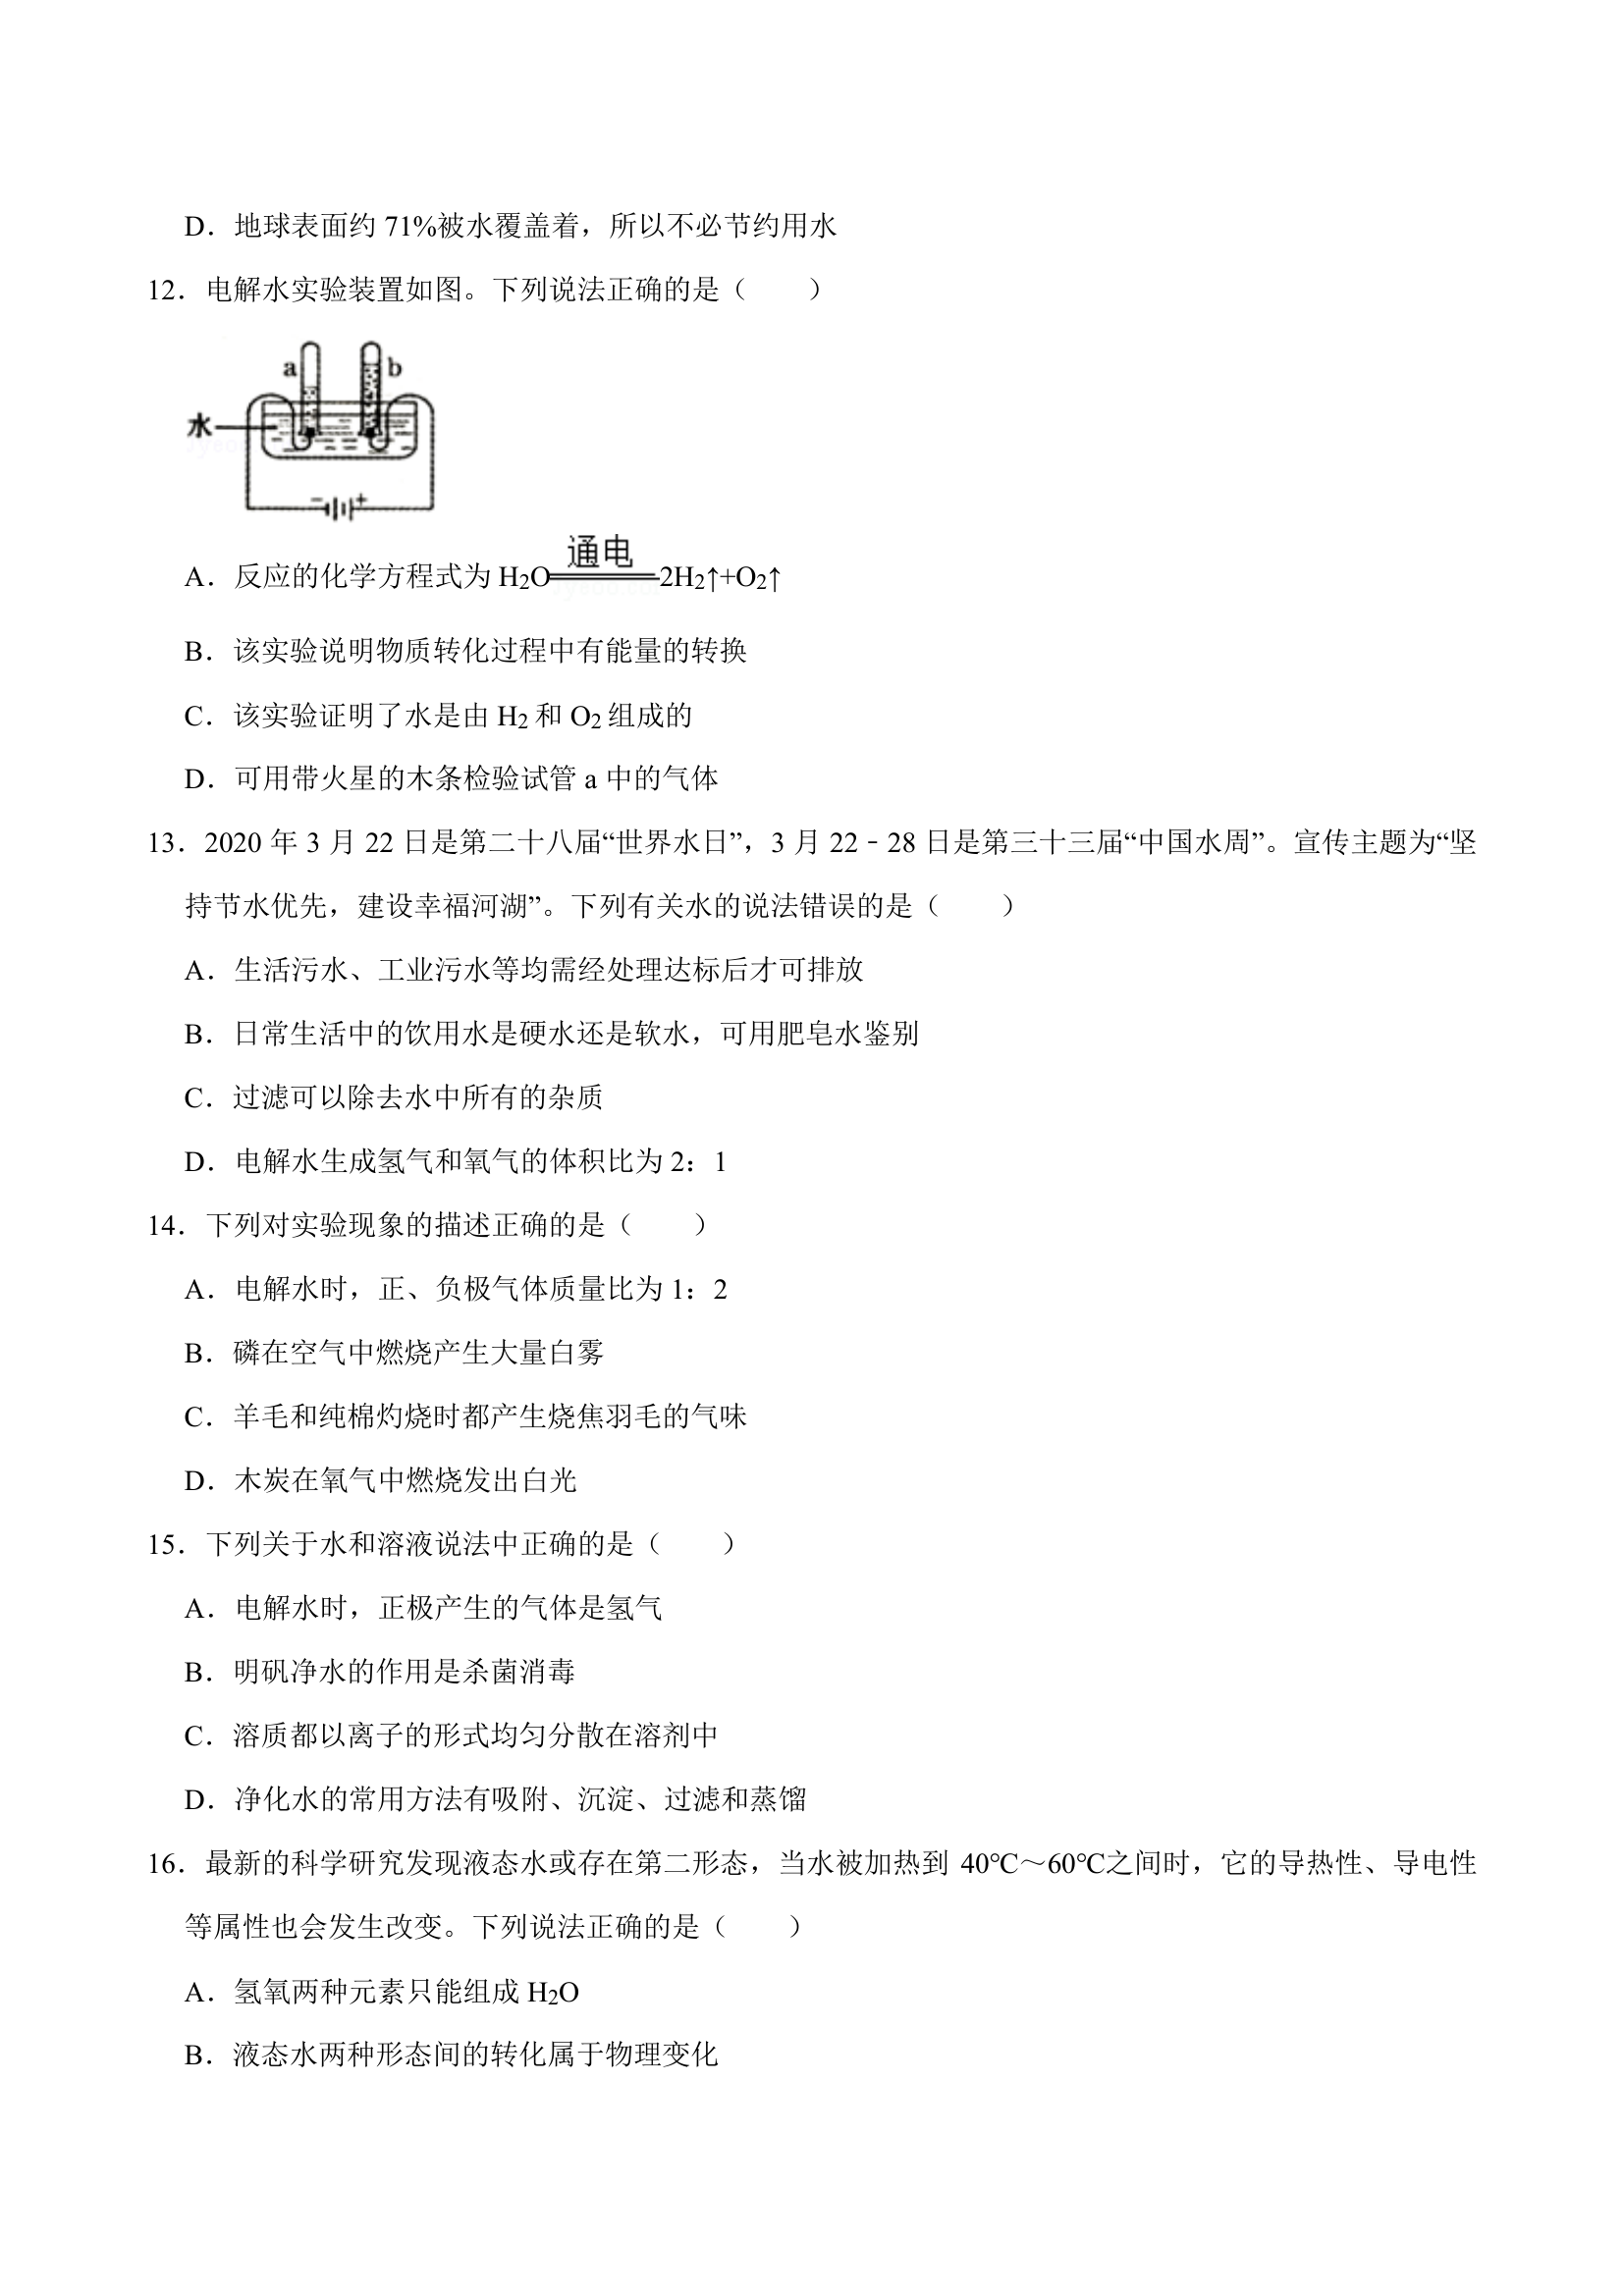 D．地球表面约 71%被水覆盖着，所以不必节约用水
12．电解水实验装置如图。下列说法正确的是（　　）
a
b
水
－
+
A．反应的化学方程式为 H2O 通电 2H2↑+O2↑
B．该实验说明物质转化过程中有能量的转换
C．该实验证明了水是由 H2 和 O2 组成的
D．可用带火星的木条检验试管 a 中的气体
13．2020 年 3 月 22 日是第二十八届“世界水日”，3 月 22﹣28 日是第三十三届“中国水周”。宣传主题为“坚
持节水优先，建设幸福河湖”。下列有关水的说法错误的是（　　）
A．生活污水、工业污水等均需经处理达标后才可排放
B．日常生活中的饮用水是硬水还是软水，可用肥皂水鉴别
C．过滤可以除去水中所有的杂质
D．电解水生成氢气和氧气的体积比为 2：1
14．下列对实验现象的描述正确的是（　　）
A．电解水时，正、负极气体质量比为 1：2
B．磷在空气中燃烧产生大量白雾
C．羊毛和纯棉灼烧时都产生烧焦羽毛的气味
D．木炭在氧气中燃烧发出白光
15．下列关于水和溶液说法中正确的是（　　）
A．电解水时，正极产生的气体是氢气
B．明矾净水的作用是杀菌消毒
C．溶质都以离子的形式均匀分散在溶剂中
D．净化水的常用方法有吸附、沉淀、过滤和蒸馏
16．最新的科学研究发现液态水或存在第二形态，当水被加热到 40℃～60℃之间时，它的导热性、导电性
等属性也会发生改变。下列说法正确的是（　　）
A．氢氧两种元素只能组成 H2O
B．液态水两种形态间的转化属于物理变化